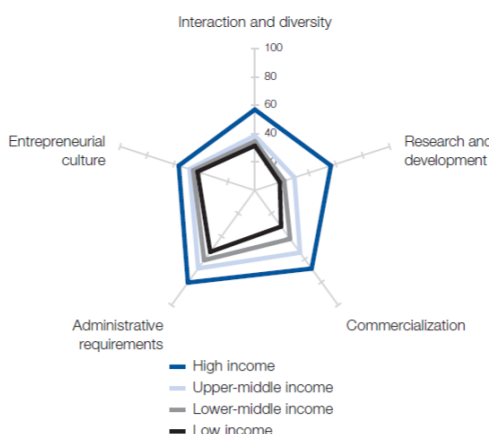 Interaction and diversity
100
80
60
40
Entrepreneurial
culture
Research and
development
Administrative
requirements
Commercialization
High income
Upper-middle income
Lower-middle income
Low income